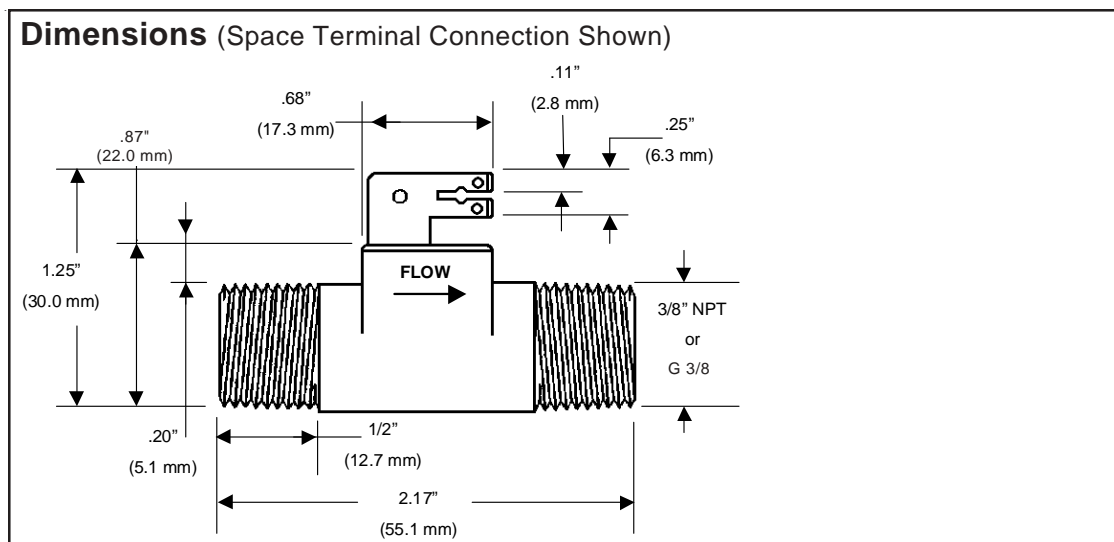 Dimensions (Space Terminal Connection Shown)
.11”
(2.8 mm)
.68”
(17.3 mm)
.25”
(6.3 mm)
.87”
(22.0 mm)
1.25”
(30.0 mm)
FLOW
3/8” NPT
or
G 3/8
.20”
(5.1 mm)
1/2”
(12.7 mm)
2.17”
(55.1 mm)